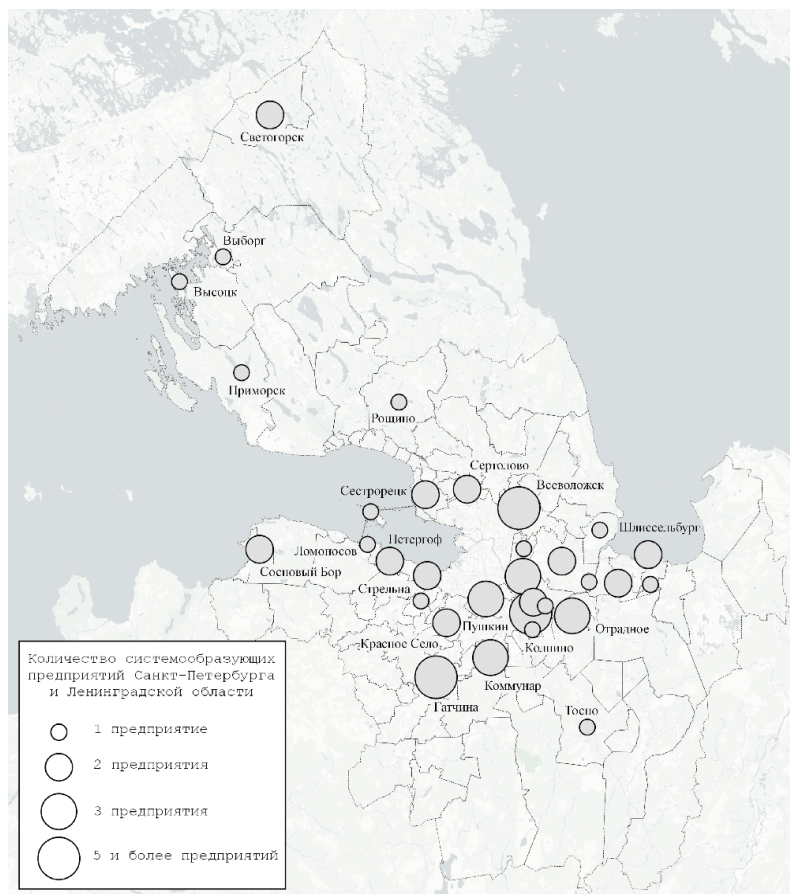 Светогорск
Выборг
Высоцк
Приморск
Рощино
Сертолово
Сестрорецк
Всеволожск
Шлиссельбург
Петергоф
Ломоносов
Сосновый Бор
Стрельна
Пушкин
Отрадное
Красное Село
Колпино
Коммунар
Гатчина
Тосно
Количество системообразующих
предприятий Санкт-Петербурга
и Ленинградской области
1 предприятие
2 предприятия
3 предприятия
5 и более предприятий